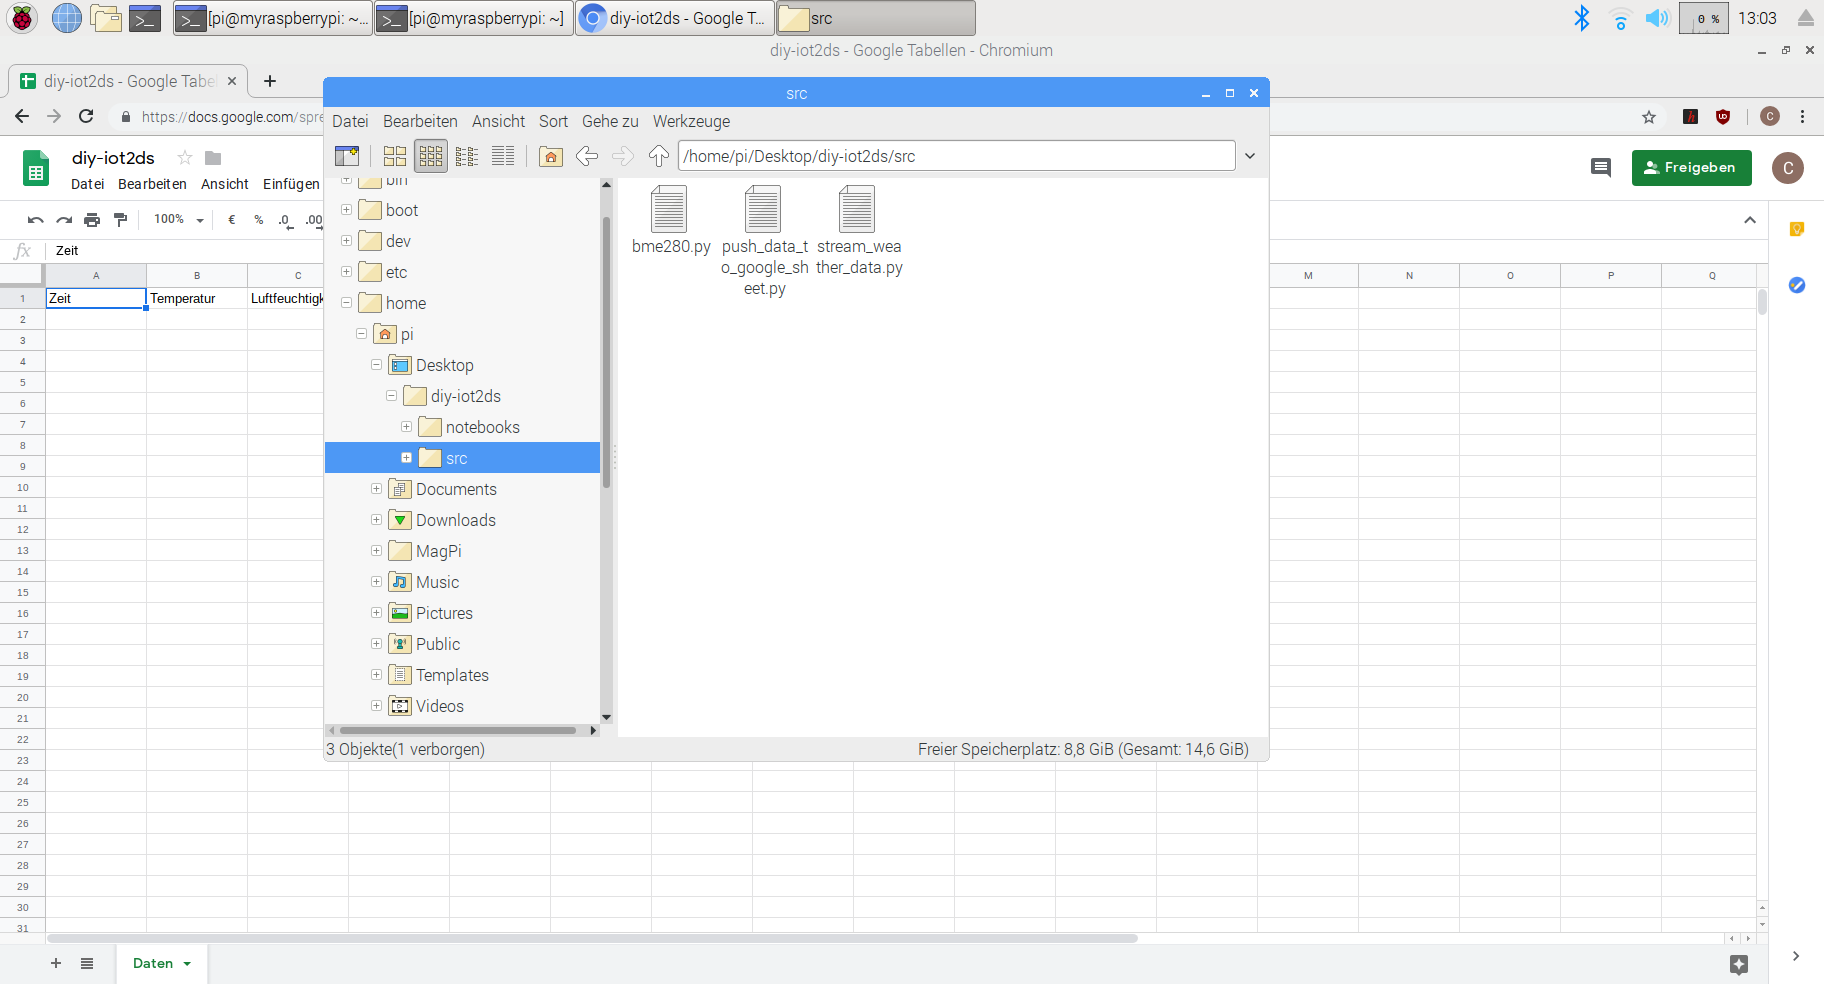 [pi@myraspberrypi: ~...
[pi@myraspberrypi: ~]
diy-iot2ds - Google T...
src
0 %
13:03
diy-iot2ds - Google Tabellen - Chromium
diy-iot2ds - Google Tabe
https://docs.google.com/spre
C
diy-iot2ds
Datei Bearbeiten Ansicht Einfügen
Freigeben
C
100%
€ % .0 .00
fx Zeit
A B C M N O P Q
1 Zeit Temperatur Luftfeuchtigk
2
3
4
5
6
7
8
9
10
11
12
13
14
15
16
17
18
19
20
21
22
23
24
25
26
27
28
29
30
31
Daten
src
Datei Bearbeiten Ansicht Sort Gehe zu Werkzeuge
/home/pi/Desktop/diy-iot2ds/src
bin
boot
dev
etc
home
pi
Desktop
diy-iot2ds
notebooks
src
Documents
Downloads
MagPi
Music
Pictures
Public
Templates
Videos
bme280.py
push_data_t
o_google_sh
eet.py
stream_wea
ther_data.py
3 Objekte(1 verborgen)
Freier Speicherplatz: 8,8 GiB (Gesamt: 14,6 GiB)